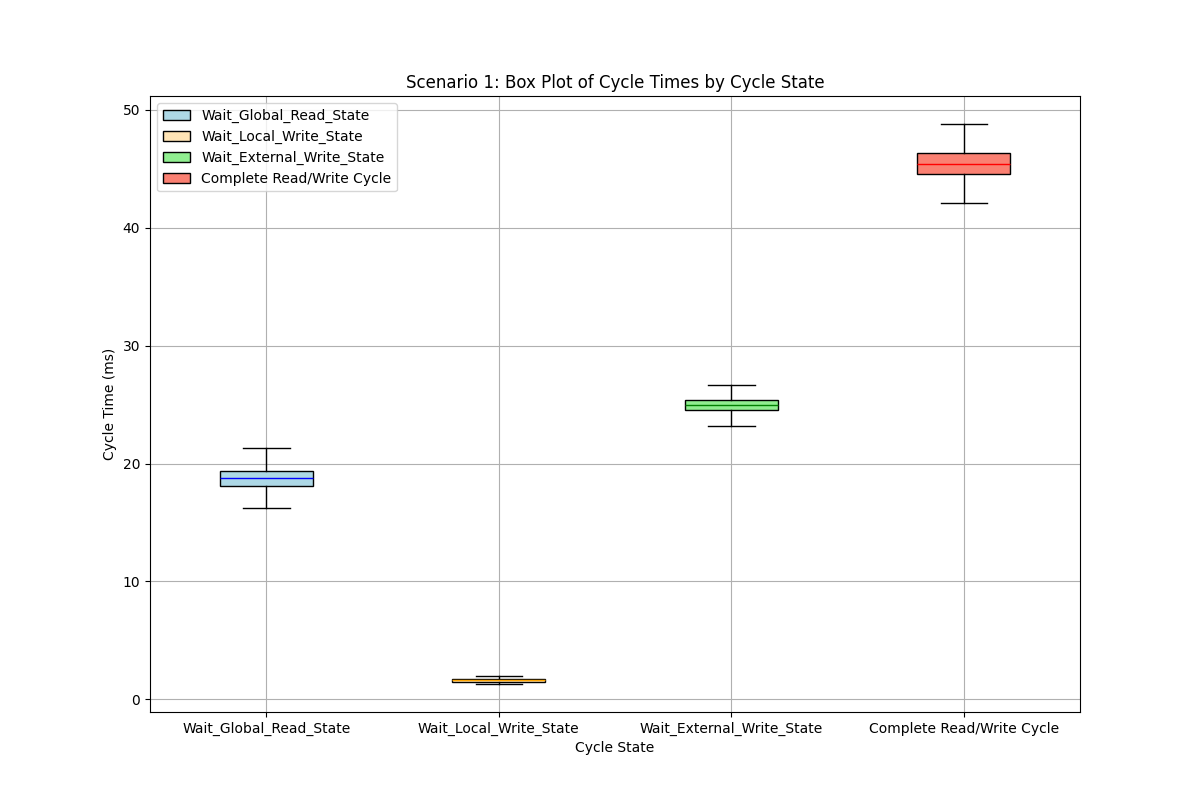 Scenario 1: Box Plot of Cycle Times by Cycle State
Wait_Global_Read_State
Wait_Local_Write_State
Wait_External_Write_State
Complete Read/Write Cycle
Cycle Time (ms)
50
40
30
20
10
0
Wait_Global_Read_State Wait_Local_Write_State Wait_External_Write_State Complete Read/Write Cycle
Cycle State